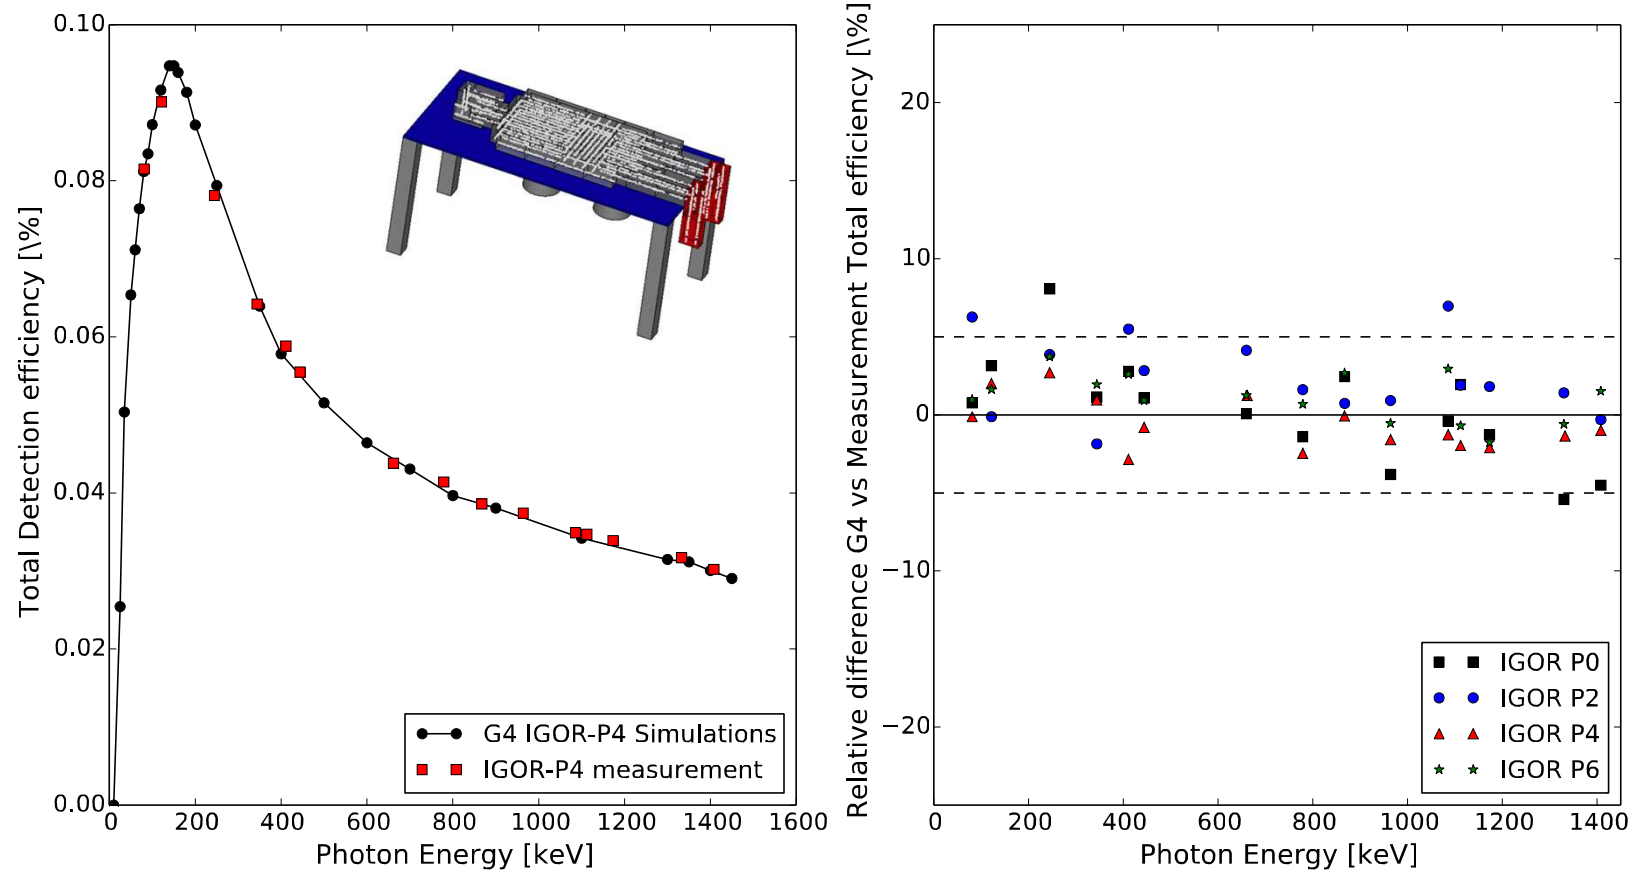 Total Detection efficiency [\%]
0.10
0.08
0.06
0.04
0.02
0.00
0 200 400 600 800 1000 1200 1400 1600
Photon Energy [keV]
G4 IGOR-P4 Simulations
IGOR-P4 measurement
Relative difference G4 vs Measurement Total efficiency [\%]
20
10
0
−10
−20
0 200 400 600 800 1000 1200 1400
Photon Energy [keV]
IGOR P0
IGOR P2
IGOR P4
IGOR P6